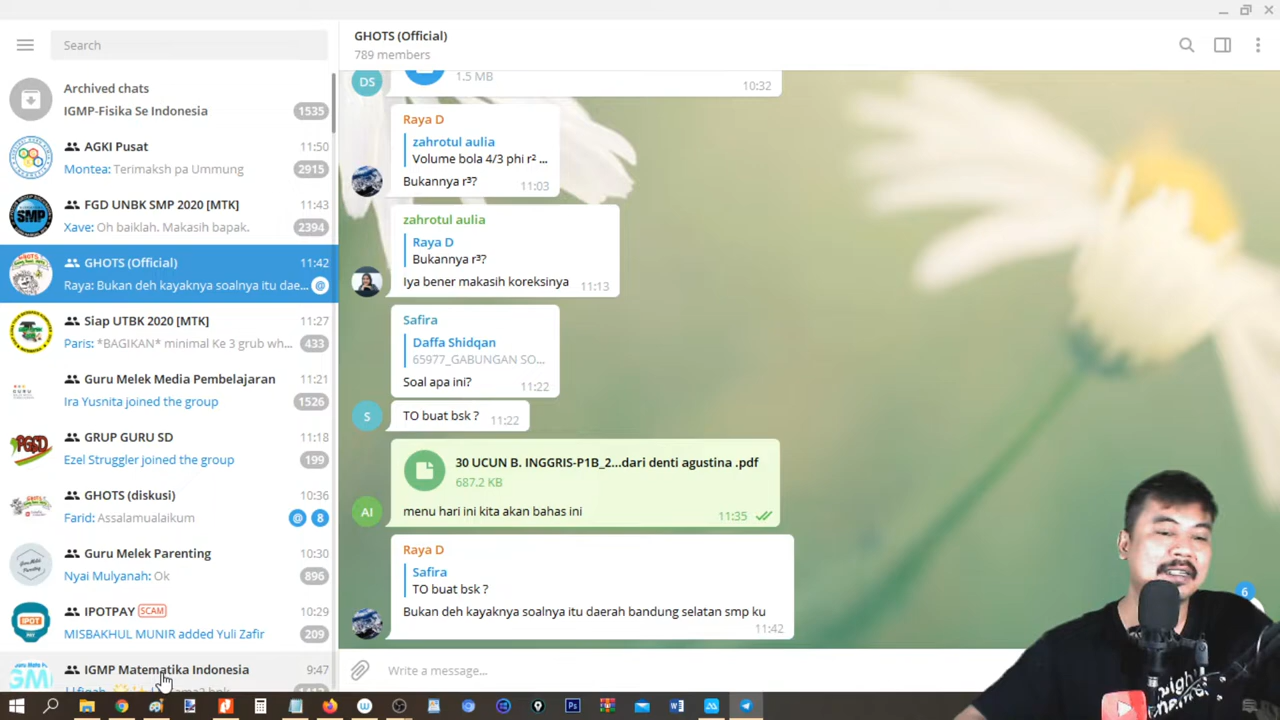 Search
Archived chats
IGMP-Fisika Se Indonesia
1535
AGKI Pusat
11:50
Montea: Terimaksh pa Ummung
2915
FGD UNBK SMP 2020 [MTK]
11:43
Xave: Oh baiklah. Makasih bapak.
2394
GHOTS (Official)
11:42
Raya: Bukan deh kayaknya soalnya itu dae...
@
Siap UTBK 2020 [MTK]
11:27
Paris: *BAGIKAN* minimal Ke 3 grub wh...
433
Guru Melek Media Pembelajaran
11:21
Ira Yusnita joined the group
1526
GRUP GURU SD
11:18
Ezel Struggler joined the group
199
GHOTS (diskusi)
10:36
Farid: Assalamualaikum
@ 8
Guru Melek Parenting
10:30
Nyai Mulyanah: Ok
896
IPOTPAY SCAM
10:29
MISBAKHUL MUNIR added Yuli Zafir
209
IGMP Matematika Indonesia
9:47
GHOTS (Official)
789 members
DS
1.5 MB
10:32
Raya D
zahrotul aulia
Volume bola 4/3 phi r² ...
Bukannya r³?
11:03
zahrotul aulia
Raya D
Bukannya r³?
Iya bener makasih koreksinya
11:13
Safira
Daffa Shidqan
65977_GABUNGAN SO...
Soal apa ini?
11:22
S
TO buat bsk ?
11:22
30 UCUN B. INGGRIS-P1B_2...dari denti agustina .pdf
687.2 KB
AI
menu hari ini kita akan bahas ini
11:35
Raya D
Safira
TO buat bsk ?
Bukan deh kayaknya soalnya itu daerah bandung selatan smp ku
11:42
6
Write a message...
SMP
PGSD
IPOT
PAY